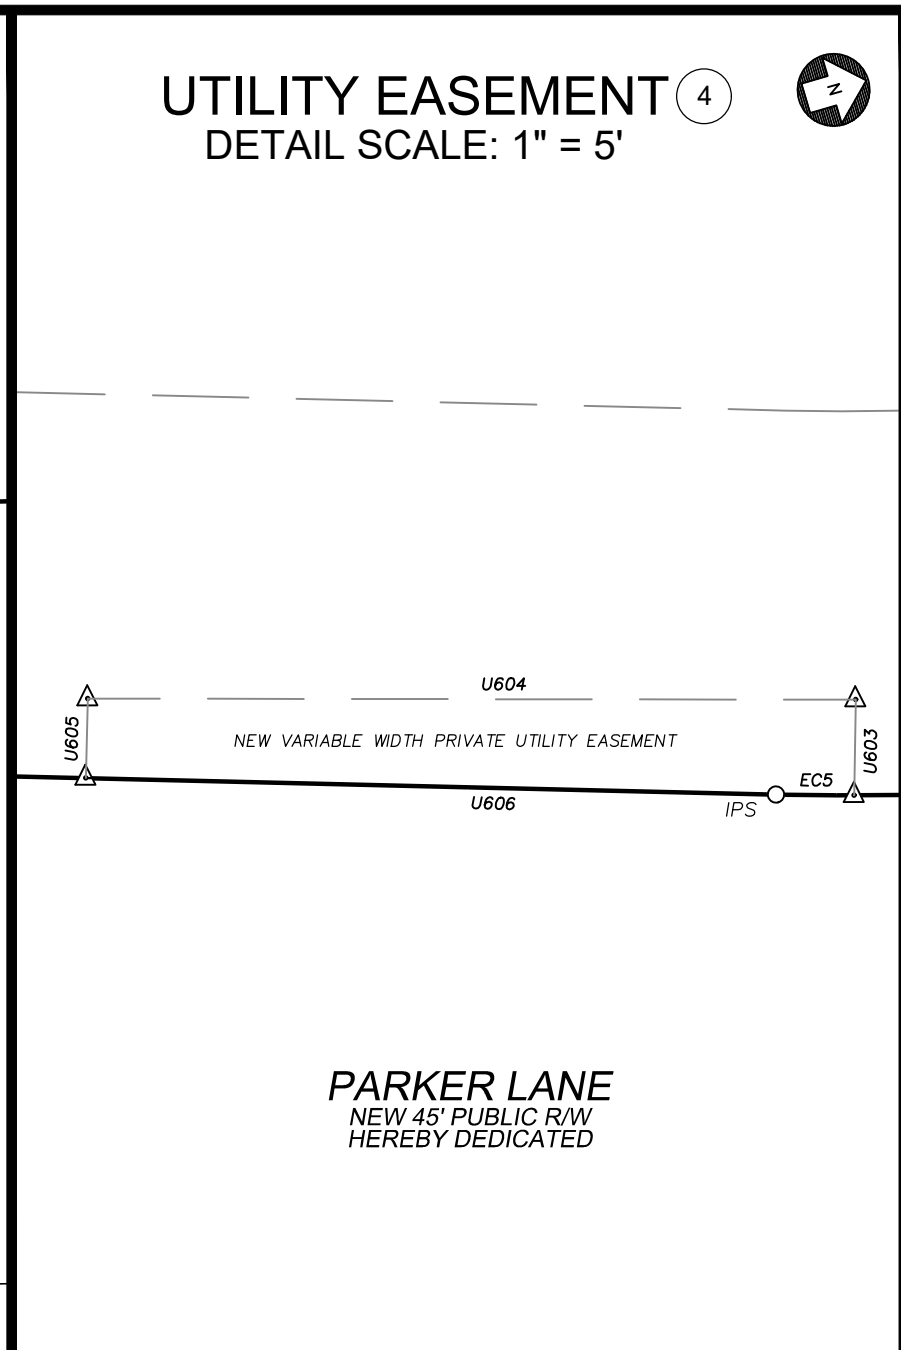 UTILITY EASEMENT 4
N
DETAIL SCALE: 1" = 5'
U604
U605
NEW VARIABLE WIDTH PRIVATE UTILITY EASEMENT
U603
EC5
U606
IPS
PARKER LANE
NEW 45' PUBLIC R/W
HEREBY DEDICATED